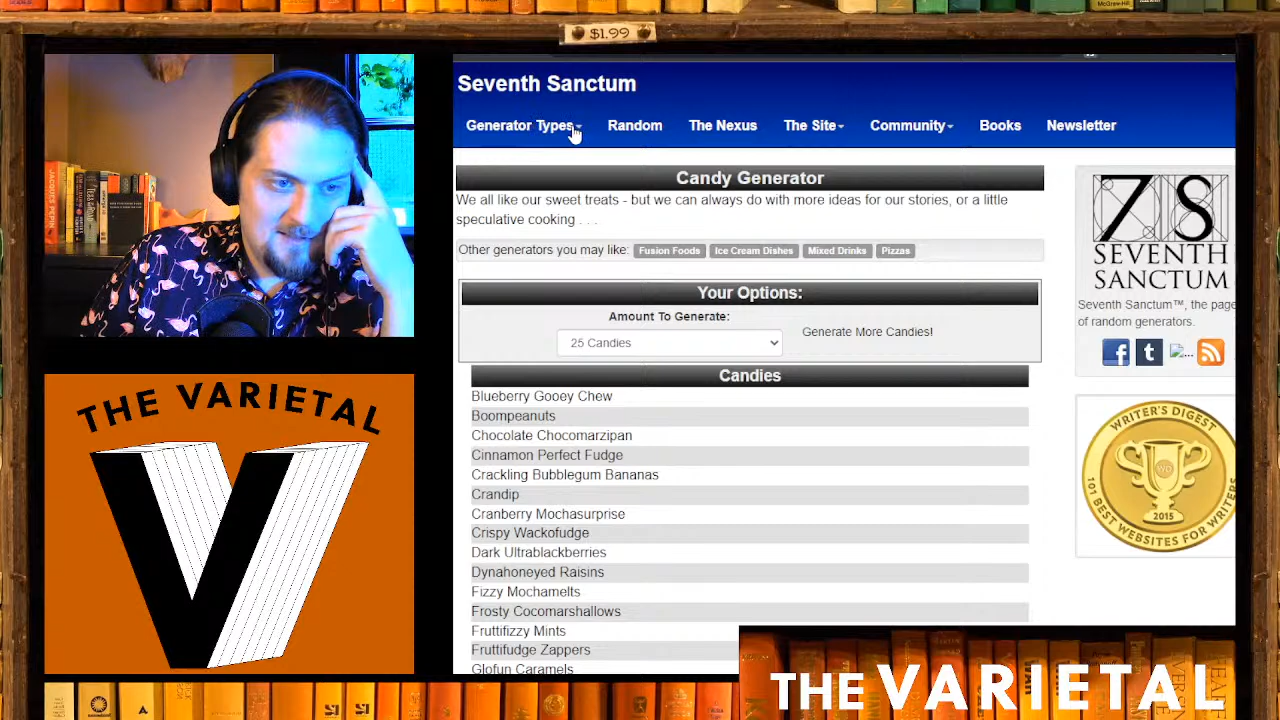 $1.99
Seventh Sanctum
Generator Types Random The Nexus The Site Community Books Newsletter
Candy Generator
We all like our sweet treats - but we can always do with more ideas for our stories, or a little
speculative cooking . . .
Other generators you may like: Fusion Foods Ice Cream Dishes Mixed Drinks Pizzas
Your Options:
Amount To Generate:
25 Candies
Generate More Candies!
Candies
Blueberry Gooey Chew
Boompeanuts
Chocolate Chocomarzipan
Cinnamon Perfect Fudge
Crackling Bubblegum Bananas
Crandip
Cranberry Mochasurprise
Crispy Wackofudge
Dark Ultrablackberries
Dynahoneyed Raisins
Fizzy Mochamelts
Frosty Cocomarshallows
Fruttifizzy Mints
Fruttifudge Zappers
Glofun Caramels
7S
SEVENTH
SANCTUM
Seventh Sanctum™, the page
of random generators.
f t
WRITER'S DIGEST
WD
2015
101 BEST WEBSITES FOR WRITERS
JACQUES PÉPIN
THE VARIETAL
V
THE VARIETAL